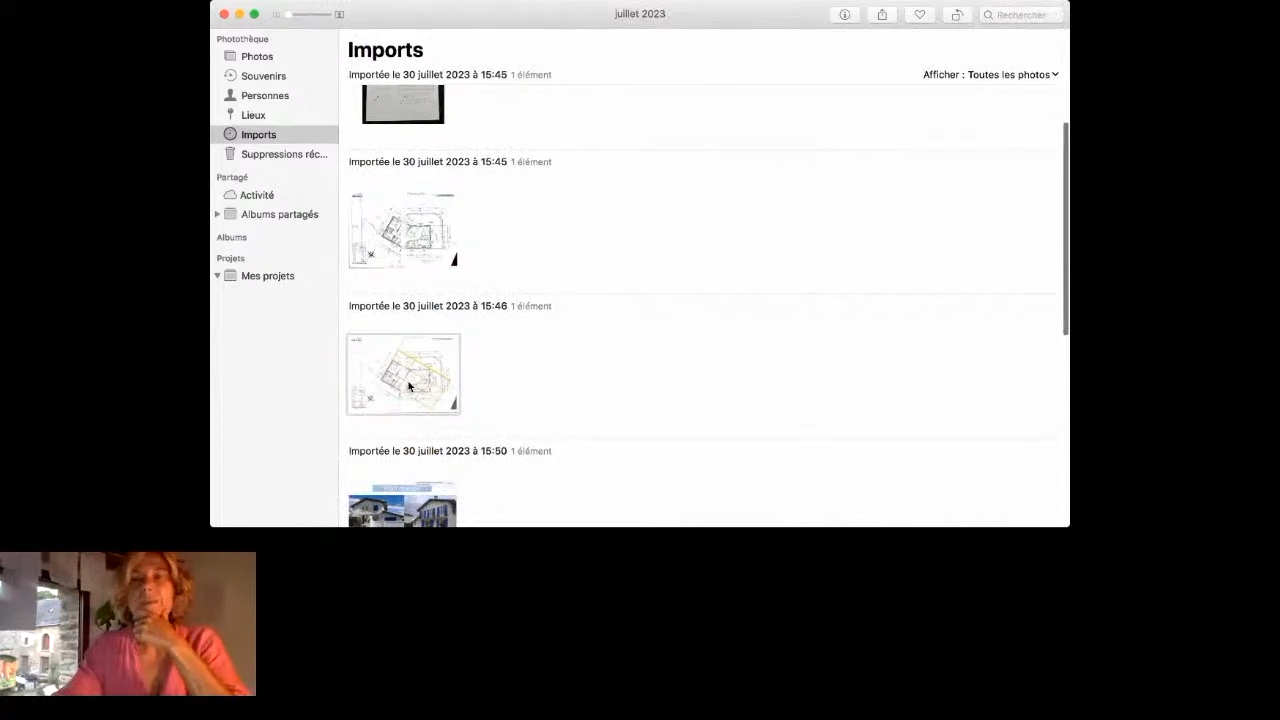 juillet 2023
Rechercher
Photothèque
Photos
Souvenirs
Personnes
Lieux
Imports
Suppressions réc...
Partagé
Activité
Albums partagés
Albums
Projets
Mes projets
Imports
Importée le 30 juillet 2023 à 15:45 1 élément
Afficher : Toutes les photos
Importée le 30 juillet 2023 à 15:45 1 élément
Importée le 30 juillet 2023 à 15:46 1 élément
Importée le 30 juillet 2023 à 15:50 1 élément